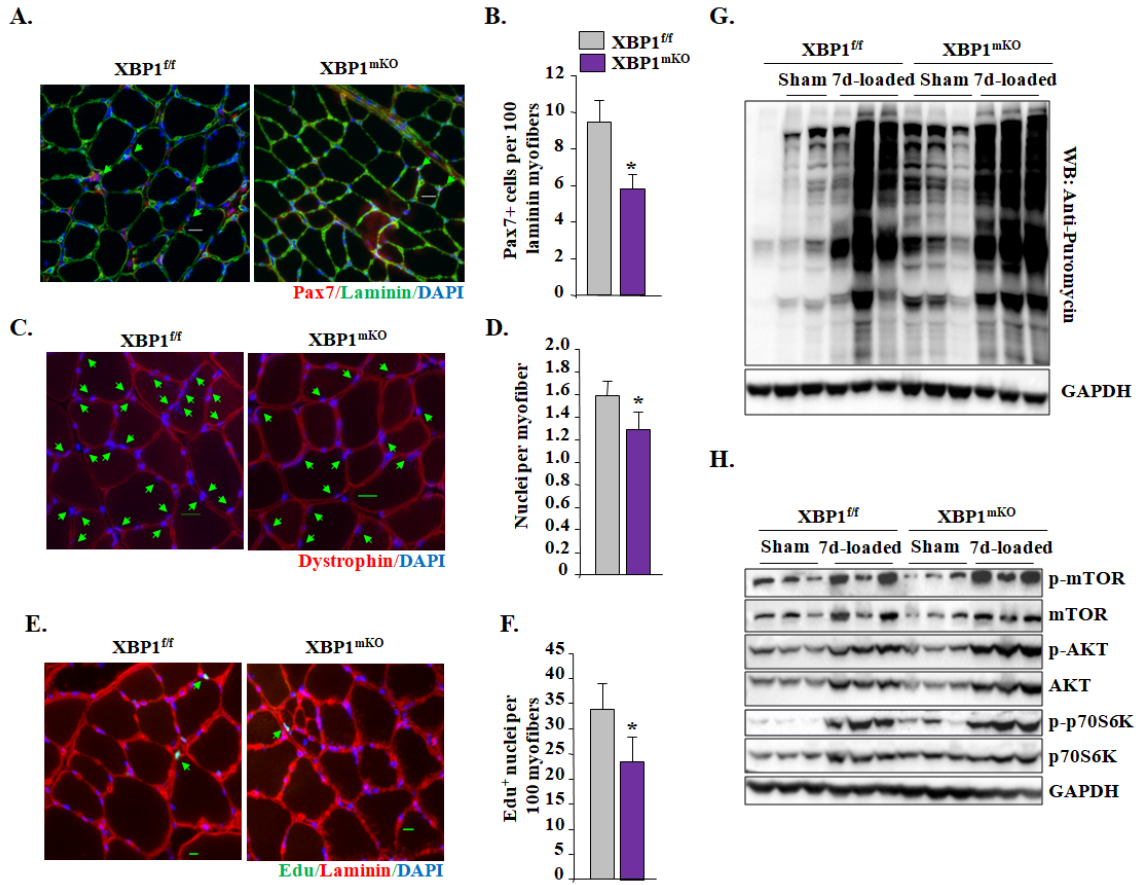 A.
XBP1f/f
XBP1mKO
Pax7/Laminin/DAPI
B.
XBP1f/f
XBP1mKO
Pax7+ cells per 100
laminin myofibers
12
10
8
6
4
2
0
*
C.
XBP1f/f
XBP1mKO
Dystrophin/DAPI
D.
Nuclei per myofiber
2.0
1.8
1.6
1.4
1.2
1.0
0.8
0.6
0.4
0.2
0
*
E.
XBP1f/f
XBP1mKO
Edu/Laminin/DAPI
F.
Edu+ nuclei per
100 myofibers
45
40
35
30
25
20
15
10
5
0
*
G.
XBP1f/f
XBP1mKO
Sham 7d-loaded Sham 7d-loaded
WB: Anti-Puromycin
GAPDH
H.
XBP1f/f
XBP1mKO
Sham 7d-loaded Sham 7d-loaded
p-mTOR
mTOR
p-AKT
AKT
p-p70S6K
p70S6K
GAPDH